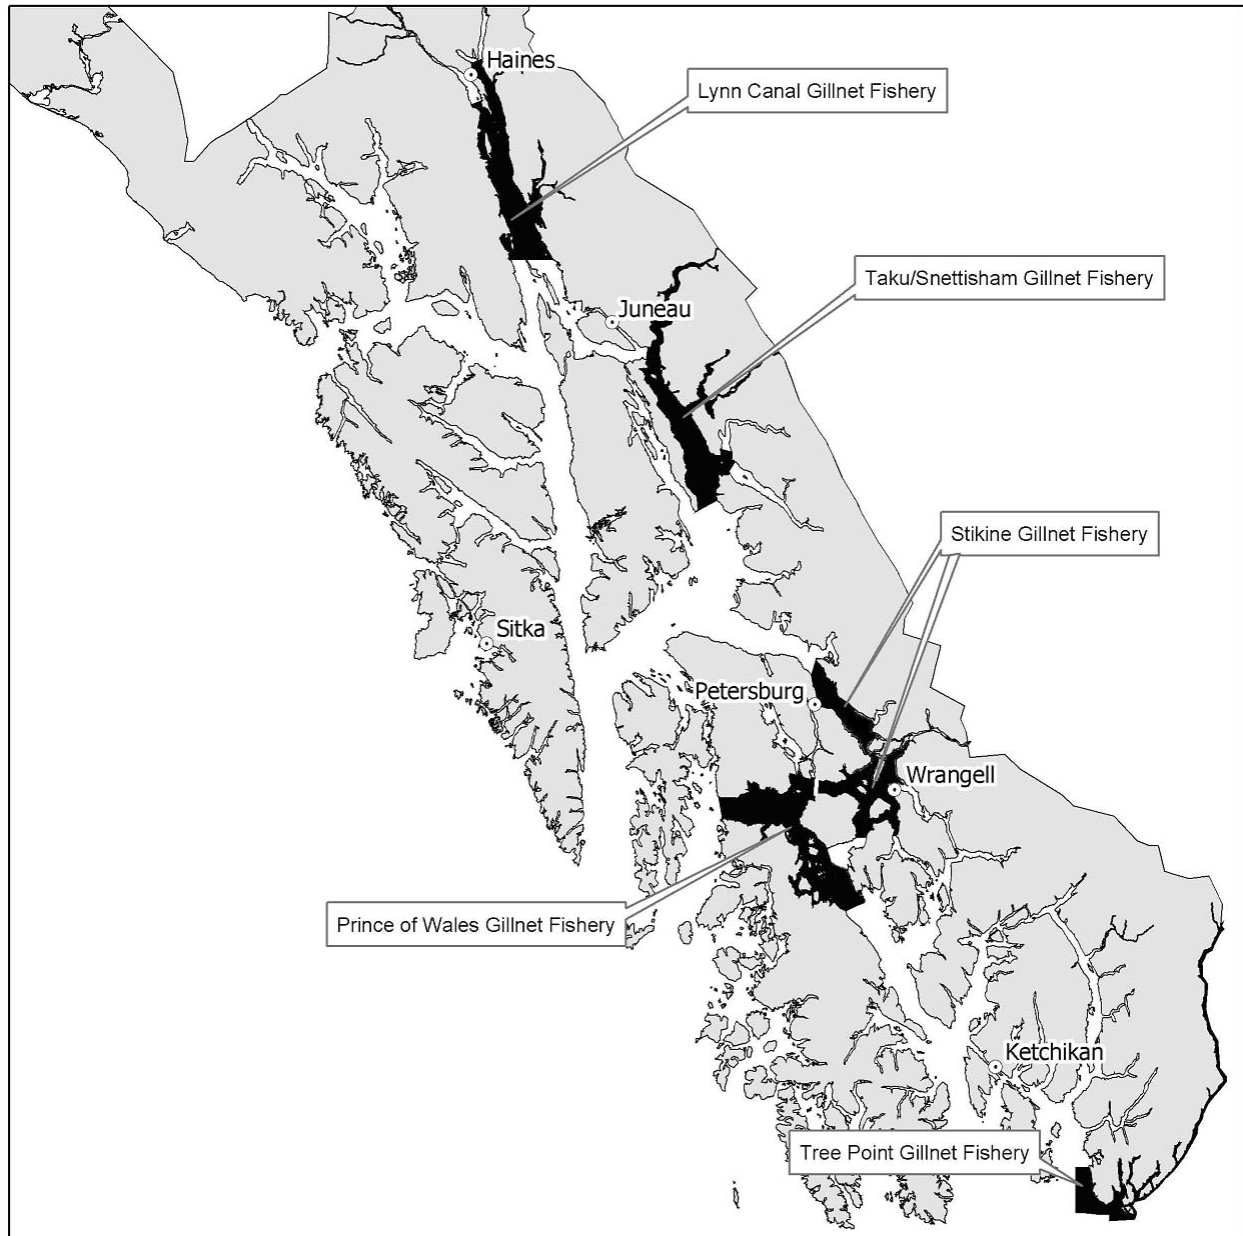 Haines
Lynn Canal Gillnet Fishery
Taku/Snettisham Gillnet Fishery
Juneau
Stikine Gillnet Fishery
Sitka
Petersburg
Wrangell
Prince of Wales Gillnet Fishery
Ketchikan
Tree Point Gillnet Fishery